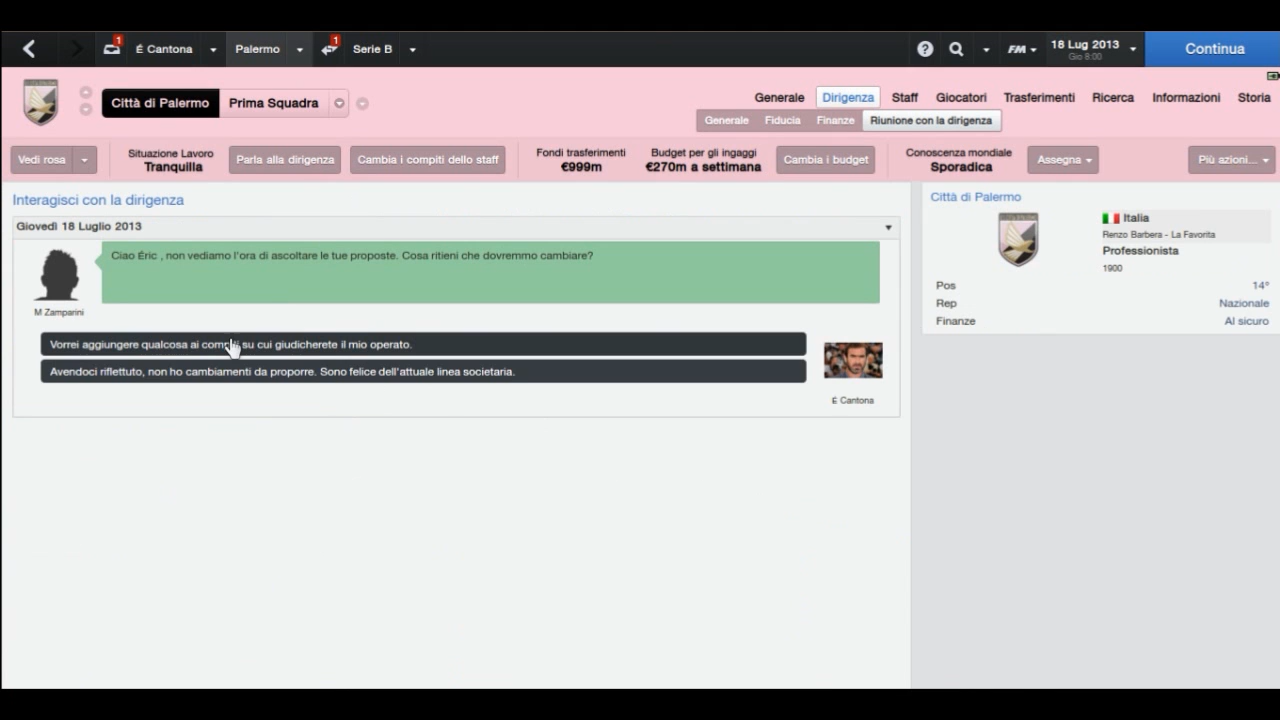 1
É Cantona
Palermo
1
Serie B
FM
18 Lug 2013
Gio 8:00
Continua
Città di Palermo
Prima Squadra
Generale
Dirigenza
Staff
Giocatori
Trasferimenti
Ricerca
Informazioni
Storia
Generale
Fiducia
Finanze
Riunione con la dirigenza
Vedi rosa
Situazione Lavoro
Tranquilla
Parla alla dirigenza
Cambia i compiti dello staff
Fondi trasferimenti
€999m
Budget per gli ingaggi
€270m a settimana
Cambia i budget
Conoscenza mondiale
Sporadica
Assegna
Più azioni...
Interagisci con la dirigenza
Giovedì 18 Luglio 2013
Ciao Éric , non vediamo l'ora di ascoltare le tue proposte. Cosa ritieni che dovremmo cambiare?
M Zamparini
Vorrei aggiungere qualcosa ai su cui giudicherete il mio operato.
Avendoci riflettuto, non ho cambiamenti da proporre. Sono felice dell'attuale linea societaria.
É Cantona
Città di Palermo
Italia
Renzo Barbera - La Favorita
Professionista
1900
Pos
14°
Rep
Nazionale
Finanze
Al sicuro